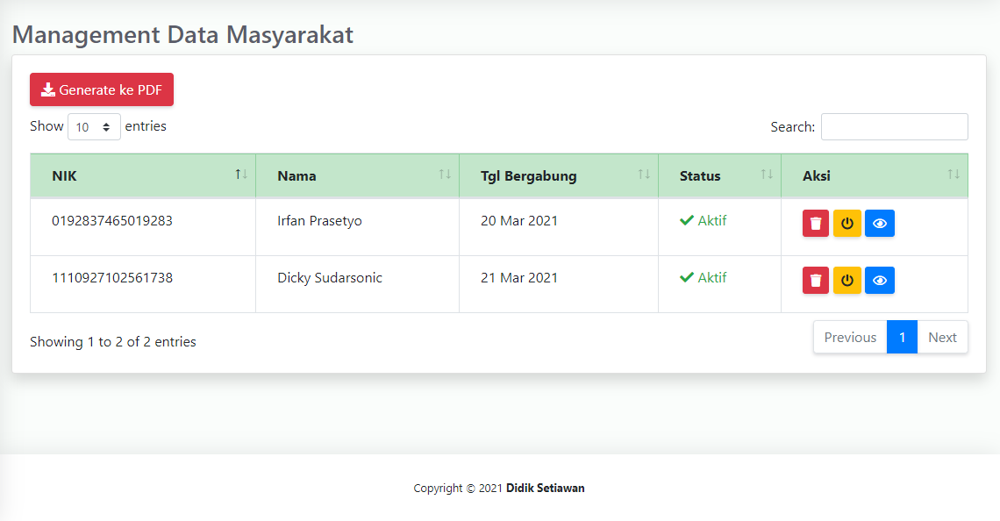 Management Data Masyarakat
Generate ke PDF
Show 10 entries Search:
NIK Nama Tgl Bergabung Status Aksi
0192837465019283 Irfan Prasetyo 20 Mar 2021 Aktif
1110927102561738 Dicky Sudarsonic 21 Mar 2021 Aktif
Showing 1 to 2 of 2 entries Previous 1 Next
Copyright © 2021 Didik Setiawan